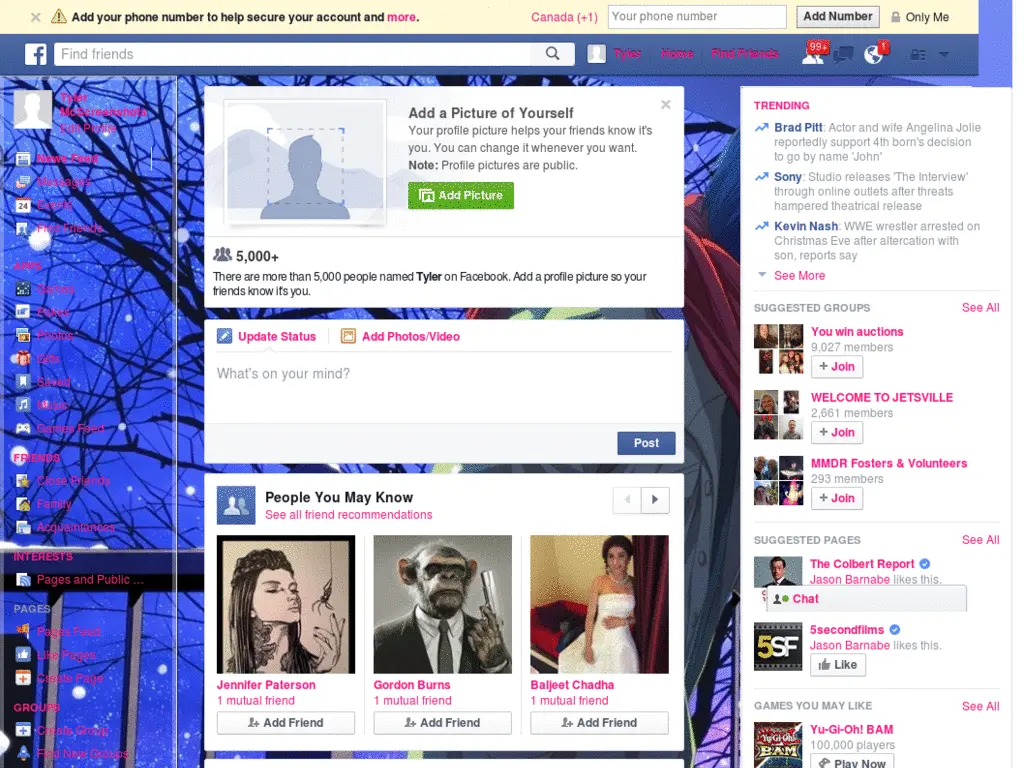 Add your phone number to help secure your account and more.
Canada (+1)
Your phone number
Add Number
Only Me
Find friends
Tyler
Home
Find Friends
99+
1
Tyler
McScreenshots
Edit Profile
News Feed
Messages
Events
Find Friends
APPS
Games
Photos
Gifts
Saved
Music
Games Feed
FRIENDS
Close Friends
Family
Acquaintances
INTERESTS
Pages and Public ...
PAGES
Pages Feed
Like Pages
Create Page
GROUPS
Create Group
Find New Groups
Add a Picture of Yourself
Your profile picture helps your friends know it's
you. You can change it whenever you want.
Note: Profile pictures are public.
Add Picture
5,000+
There are more than 5,000 people named Tyler on Facebook. Add a profile picture so your
friends know it's you.
Update Status
Add Photos/Video
What's on your mind?
Post
People You May Know
See all friend recommendations
Jennifer Paterson
1 mutual friend
Add Friend
Gordon Burns
1 mutual friend
Add Friend
Baljeet Chadha
1 mutual friend
Add Friend
TRENDING
Brad Pitt: Actor and wife Angelina Jolie
reportedly support 4th born's decision
to go by name 'John'
Sony: Studio releases 'The Interview'
through online outlets after threats
hampered theatrical release
Kevin Nash: WWE wrestler arrested on
Christmas Eve after altercation with
son, reports say
See More
SUGGESTED GROUPS
See All
You win auctions
9,027 members
+ Join
WELCOME TO JETSVILLE
2,661 members
+ Join
MMDR Fosters & Volunteers
293 members
+ Join
SUGGESTED PAGES
See All
The Colbert Report
Jason Barnabe likes this.
Chat
5secondfilms
Jason Barnabe likes this.
5SF
Like
GAMES YOU MAY LIKE
See All
Yu-Gi-Oh! BAM
100,000 players
Play Now